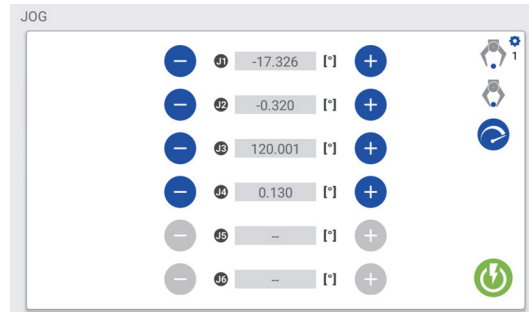 JOG
J1 -17.326 [°]
1
J2 -0.320 [°]
J3 120.001 [°]
J4 0.130 [°]
J5 -- [°]
J6 -- [°]